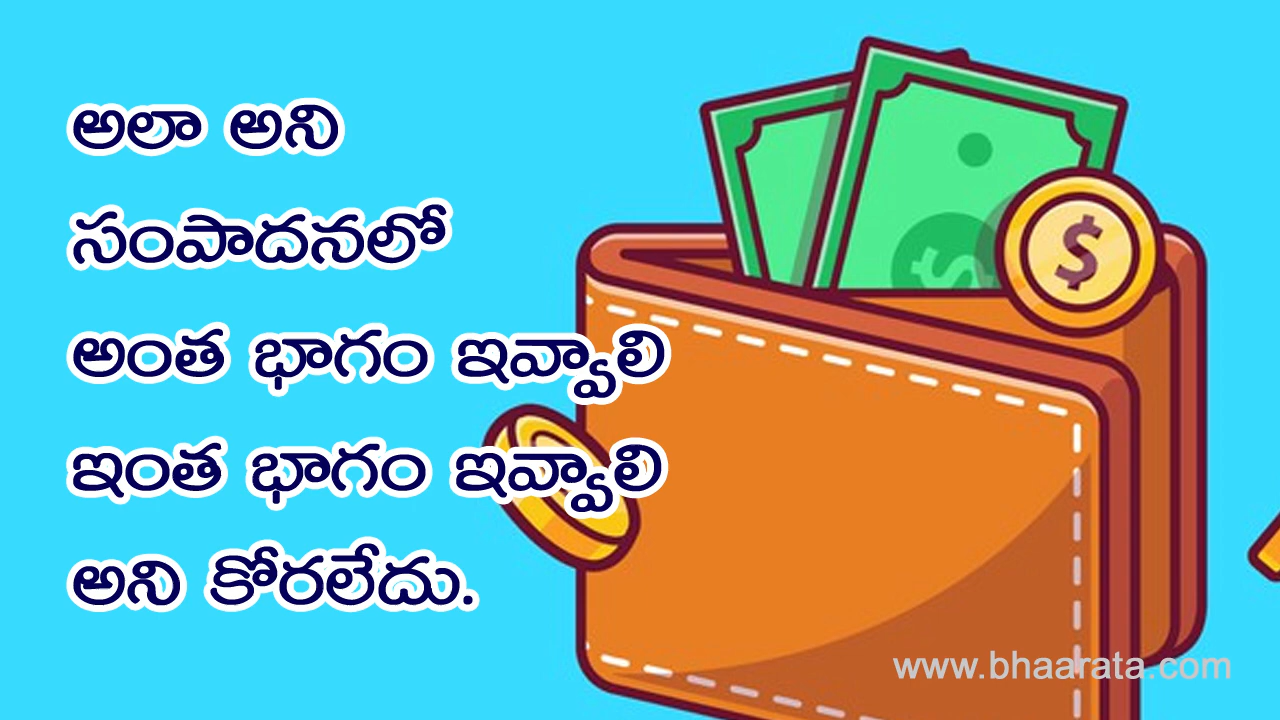 అలా అని
సంపాదనలో
అంత భాగం ఇవ్వాలి
ఇంత భాగం ఇవ్వాలి
అని కోరలేదు.
$
$
www.bhaarata.com